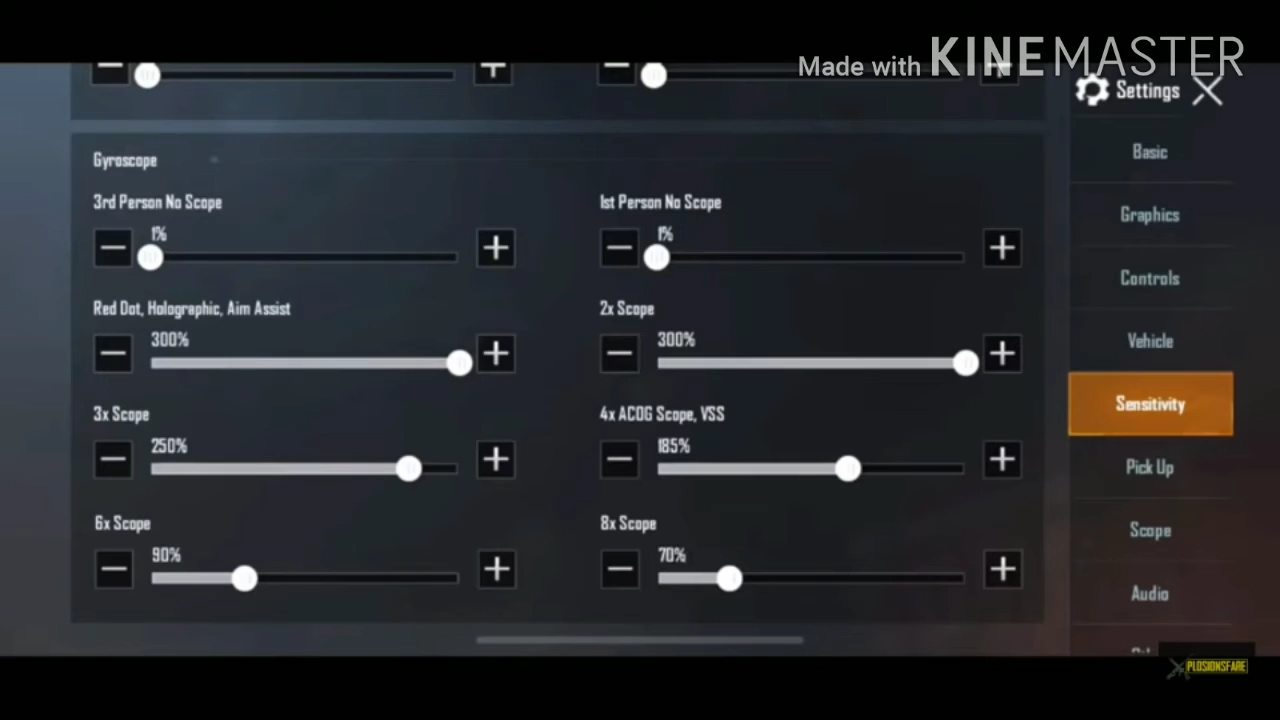 Made with KINEMASTER
Settings
Basic
Gyroscope
3rd Person No Scope
1st Person No Scope
1%
1%
Graphics
Controls
Red Dot, Holographic, Aim Assist
2x Scope
300%
300%
Vehicle
3x Scope
4x ACOG Scope, VSS
250%
185%
Sensitivity
Pick Up
6x Scope
8x Scope
90%
70%
Scope
Audio
PLOSIONSFARE